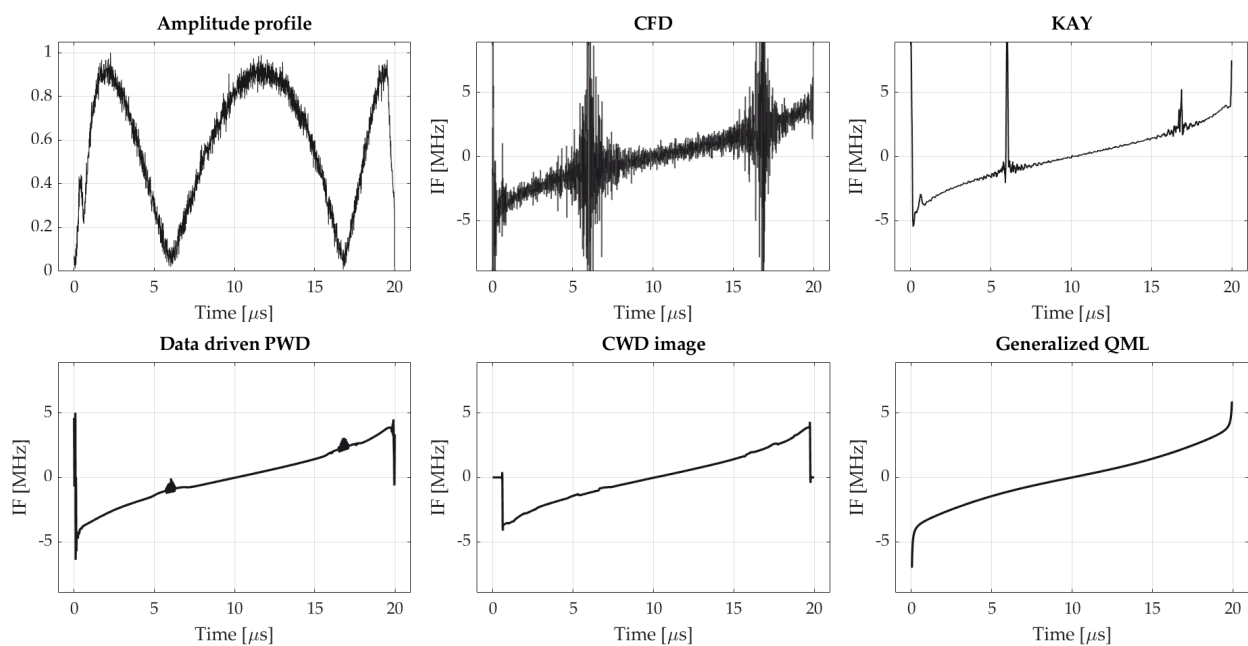 Amplitude profile
1
0.8
0.6
0.4
0.2
0
0 5 10 15 20
Time [μs]
CFD
IF [MHz]
5
0
-5
0 5 10 15 20
Time [μs]
KAY
IF [MHz]
5
0
-5
0 5 10 15 20
Time [μs]
Data driven PWD
IF [MHz]
5
0
-5
0 5 10 15 20
Time [μs]
CWD image
IF [MHz]
5
0
-5
0 5 10 15 20
Time [μs]
Generalized QML
IF [MHz]
5
0
-5
0 5 10 15 20
Time [μs]